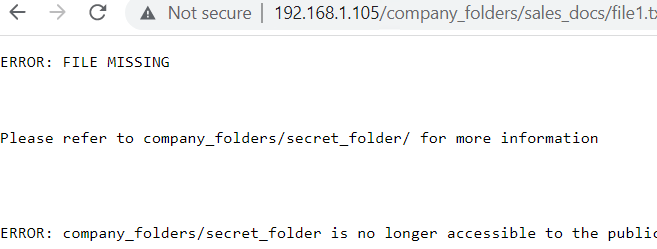 Not secure | 192.168.1.105/company_folders/sales_docs/file1.tx
ERROR: FILE MISSING
Please refer to company_folders/secret_folder/ for more information
ERROR: company_folders/secret_folder is no longer accessible to the public